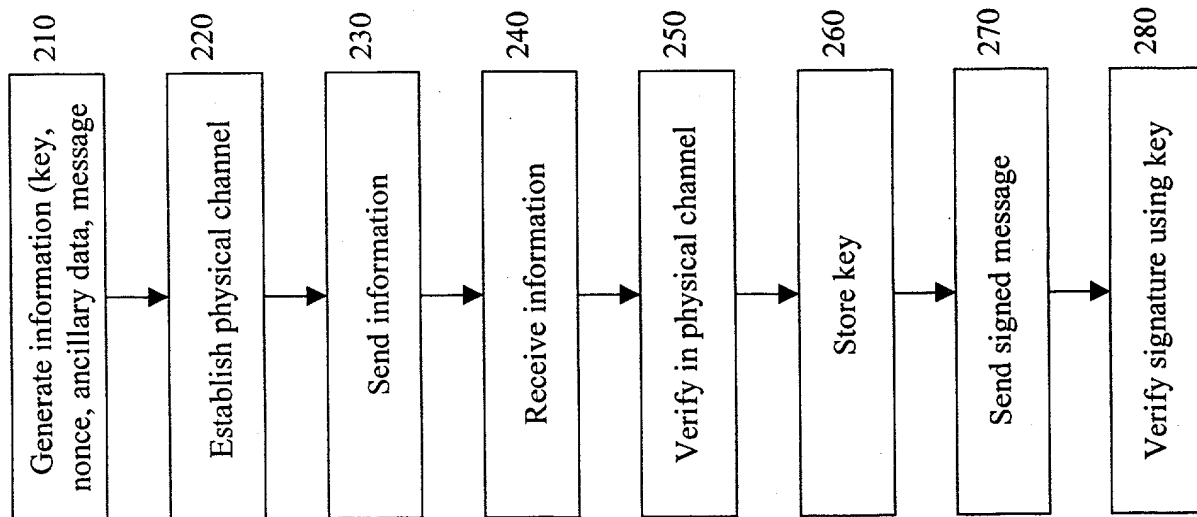 Generate information (key,
nonce, ancillary data, message
210
Establish physical channel
220
Send information
230
Receive information
240
Verify in physical channel
250
Store key
260
Send signed message
270
Verify signature using key
280